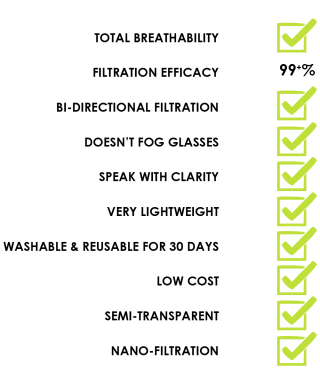 TOTAL BREATHABILITY
FILTRATION EFFICACY 99+%
BI-DIRECTIONAL FILTRATION
DOESN'T FOG GLASSES
SPEAK WITH CLARITY
VERY LIGHTWEIGHT
WASHABLE & REUSABLE FOR 30 DAYS
LOW COST
SEMI-TRANSPARENT
NANO-FILTRATION